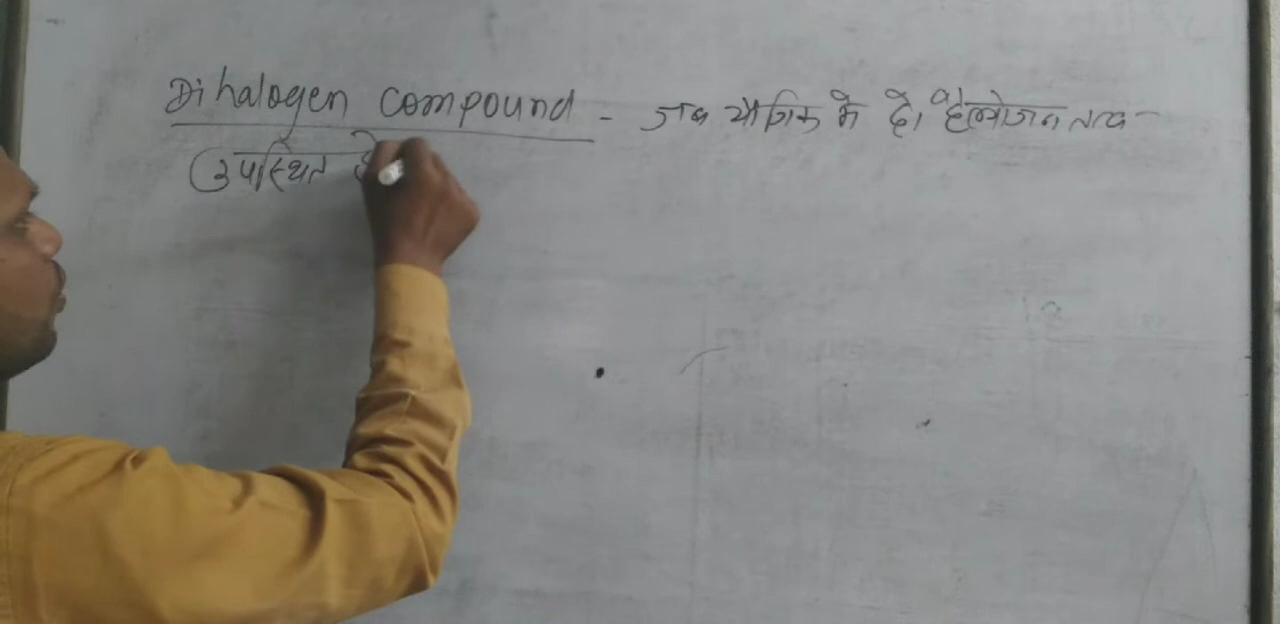 Dihalogen compound - जब यौगिक मे दो हैलोजन तत्व
उपस्थित